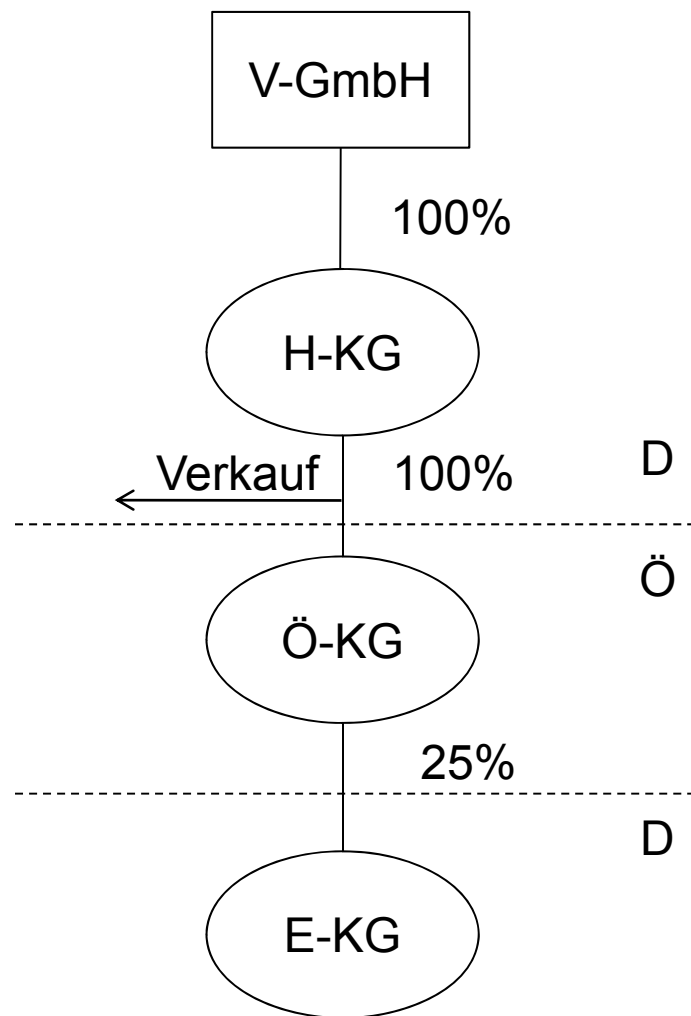 V-GmbH
100%
H-KG
Verkauf 100%
D
Ö
Ö-KG
25%
D
E-KG